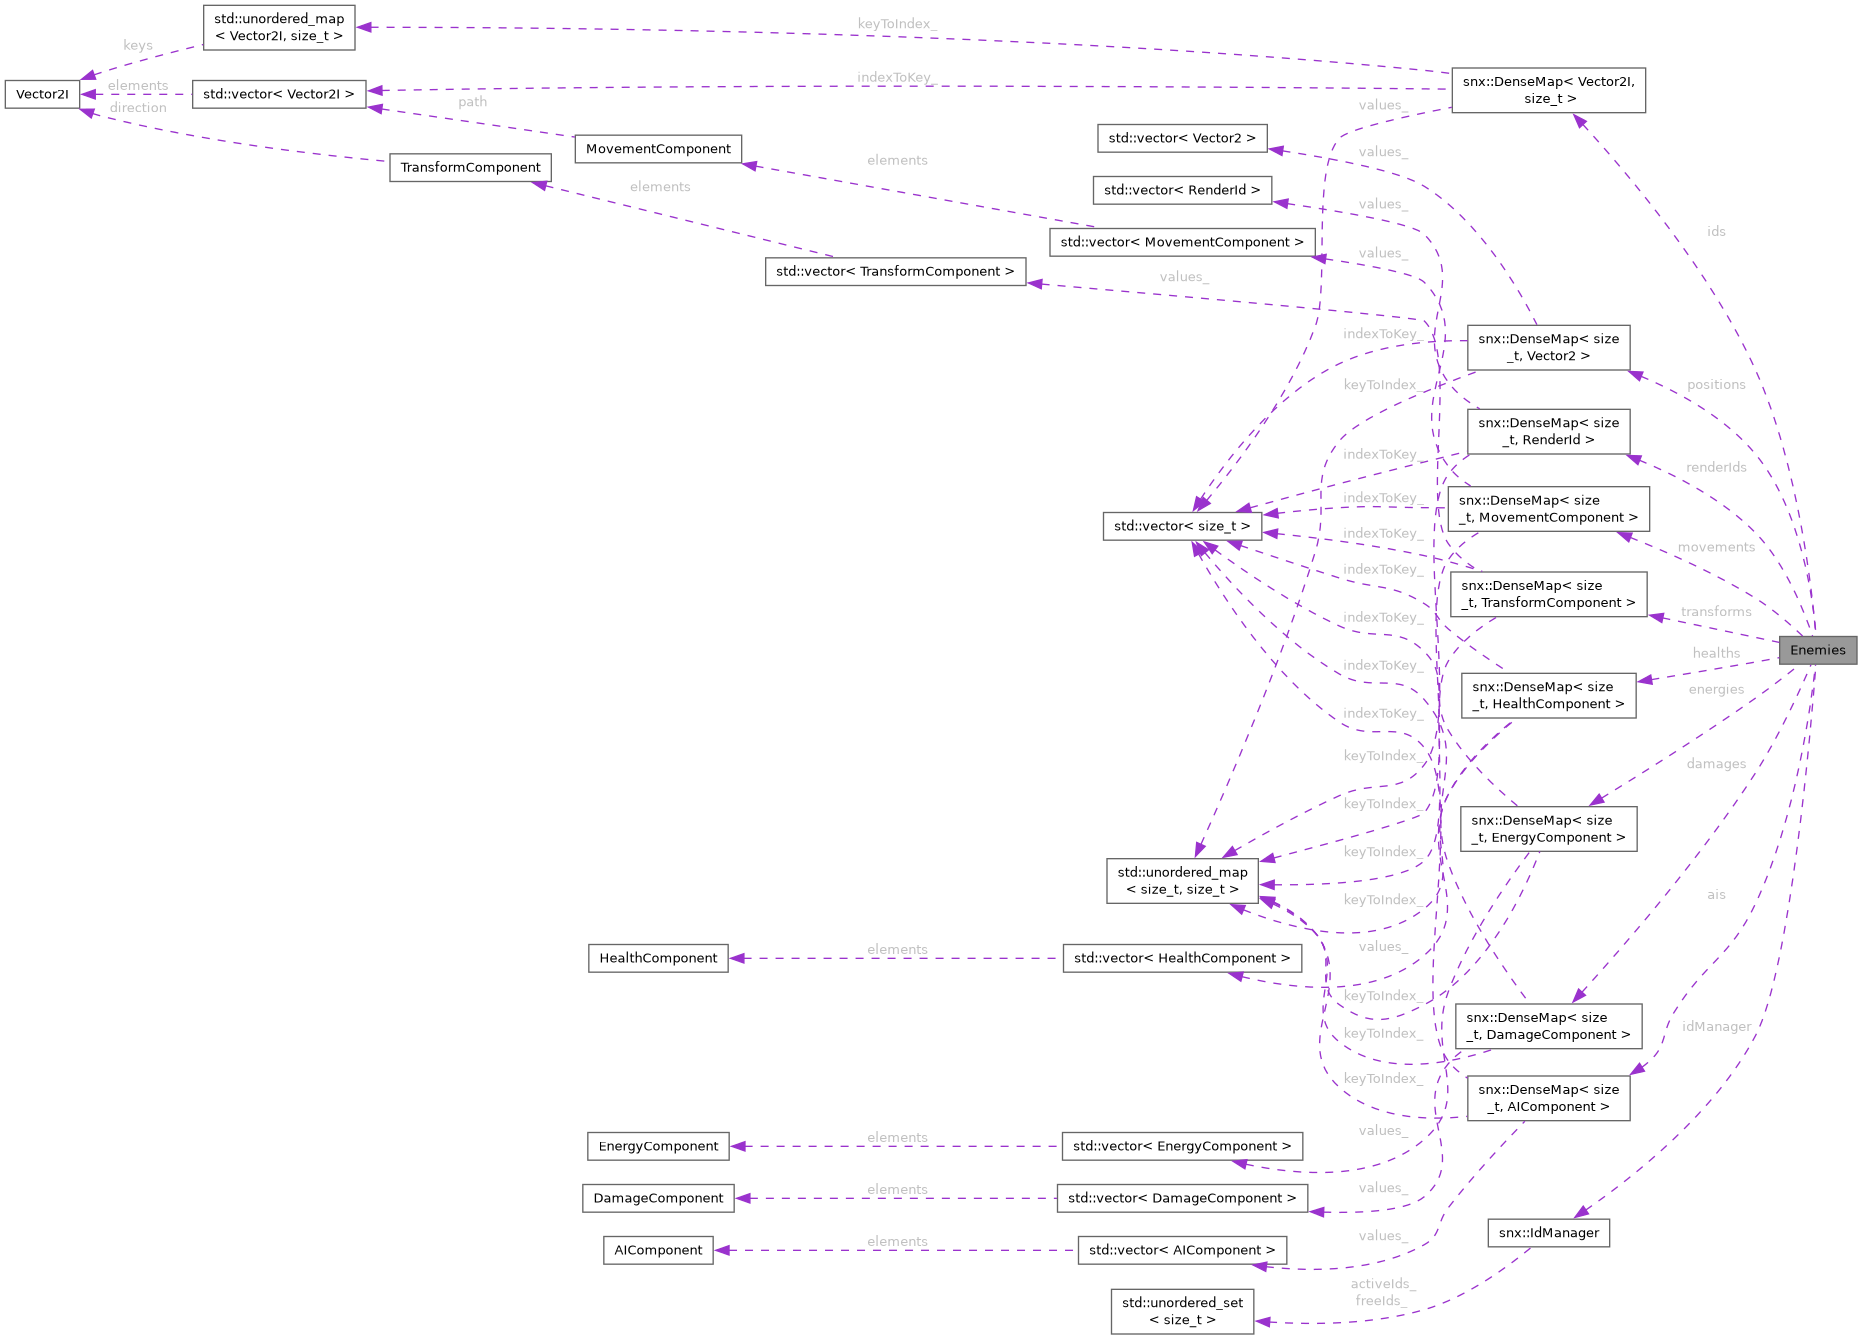 std::unordered_map
< Vector2I, size_t >
keyToIndex_
keys
Vector2I
elements
std::vector< Vector2I >
indexToKey_
snx::DenseMap< Vector2I,
size_t >
direction
path
values_
TransformComponent
MovementComponent
elements
elements
std::vector< Vector2 >
values_
std::vector< RenderId >
values_
std::vector< MovementComponent >
values_
ids
std::vector< TransformComponent >
values_
indexToKey_
snx::DenseMap< size
_t, Vector2 >
keyToIndex_
positions
snx::DenseMap< size
_t, RenderId >
indexToKey_
renderIds
indexToKey_
snx::DenseMap< size
_t, MovementComponent >
std::vector< size_t >
indexToKey_
movements
indexToKey_
snx::DenseMap< size
_t, TransformComponent >
transforms
indexToKey_
Enemies
healths
indexToKey_
snx::DenseMap< size
_t, HealthComponent >
energies
indexToKey_
keyToIndex_
damages
keyToIndex_
snx::DenseMap< size
_t, EnergyComponent >
keyToIndex_
std::unordered_map
< size_t, size_t >
keyToIndex_
ais
HealthComponent
elements
std::vector< HealthComponent >
values_
keyToIndex_
snx::DenseMap< size
_t, DamageComponent >
idManager
keyToIndex_
keyToIndex_
snx::DenseMap< size
_t, AIComponent >
EnergyComponent
elements
std::vector< EnergyComponent >
values_
DamageComponent
elements
std::vector< DamageComponent >
values_
AIComponent
elements
std::vector< AIComponent >
values_
snx::IdManager
activeIds_
freeIds_
std::unordered_set
< size_t >